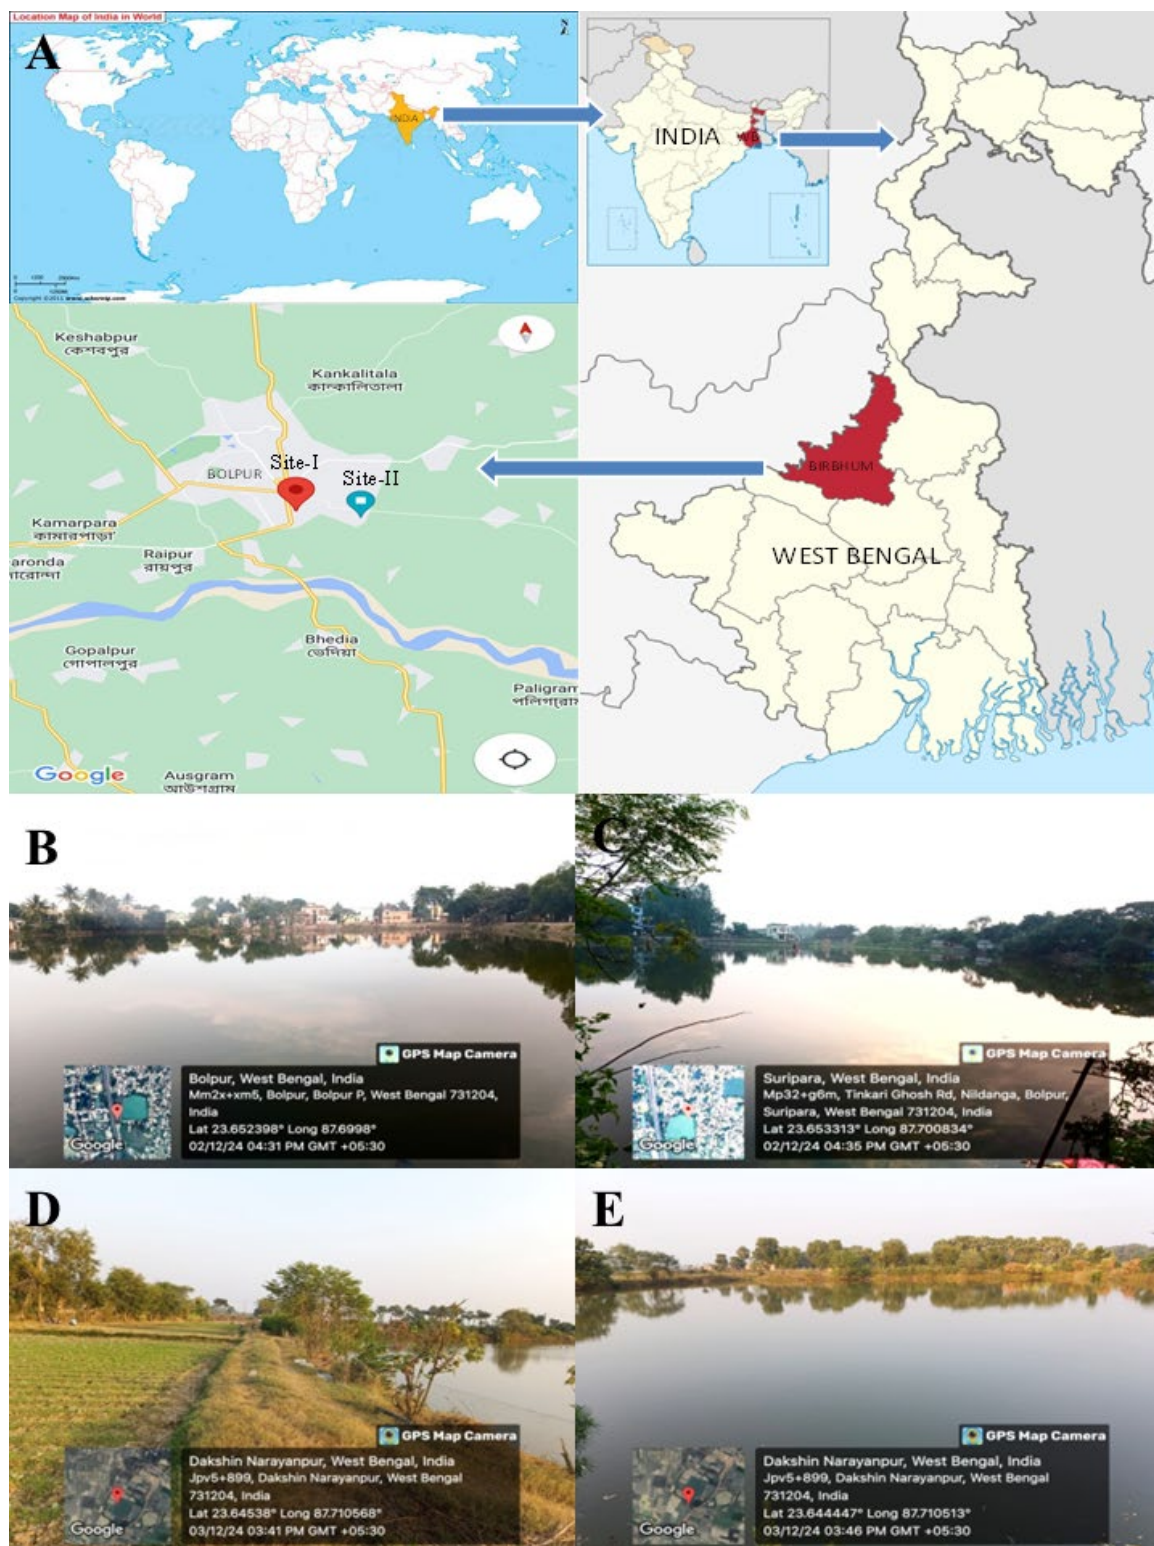 Location Map of India in World
A
N
INDIA
Copyright ©2011
INDIA
WB
Keshabpur
কেশবপুর
Kankalitala
কাংকালিতালা
BOLPUR
Site-I
Site-II
Kamarpara
কামারপাড়া
aronda
Raipur
রায়পুর
Bhedia
ভেদিয়া
Gopalpur
গোপালপুর
Paligram
Google
Ausgram
আউশগ্রাম
BIRBHUM
WEST BENGAL
B
GPS Map Camera
Bolpur, West Bengal, India
Mm2x+xm5, Bolpur, Bolpur P, West Bengal 731204,
India
Lat 23.652398° Long 87.6998°
02/12/24 04:31 PM GMT +05:30
Google
C
GPS Map Camera
Suripara, West Bengal, India
Mp32+g6m, Tinkari Ghosh Rd, Nildanga, Bolpur,
Suripara, West Bengal 731204, India
Lat 23.653313° Long 87.700834°
02/12/24 04:35 PM GMT +05:30
Google
D
GPS Map Camera
Dakshin Narayanpur, West Bengal, India
Jpv5+899, Dakshin Narayanpur, West Bengal
731204, India
Lat 23.64538° Long 87.710568°
03/12/24 03:41 PM GMT +05:30
Google
E
GPS Map Camera
Dakshin Narayanpur, West Bengal, India
Jpv5+899, Dakshin Narayanpur, West Bengal
731204, India
Lat 23.644447° Long 87.710513°
03/12/24 03:46 PM GMT +05:30
Google